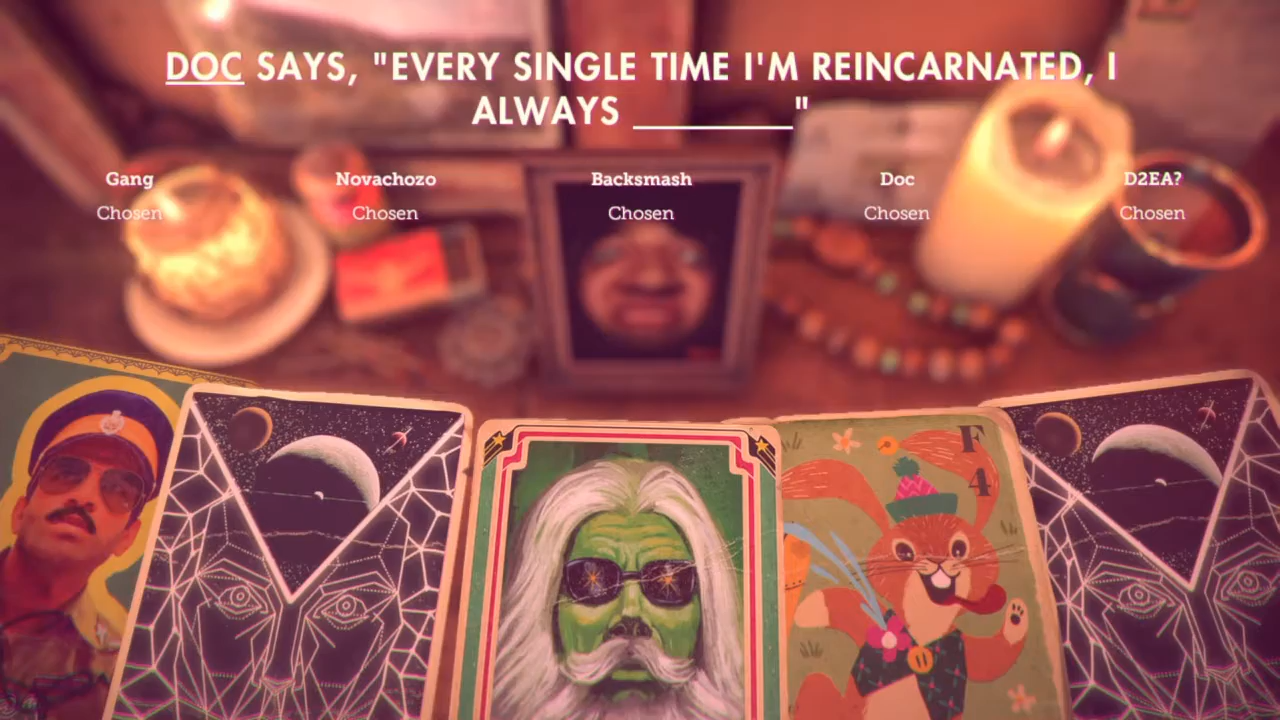 DOC SAYS, "EVERY SINGLE TIME I'M REINCARNATED, I
ALWAYS ________"
Gang Novachozo Backsmash Doc D2EA?
Chosen Chosen Chosen Chosen Chosen
F
4